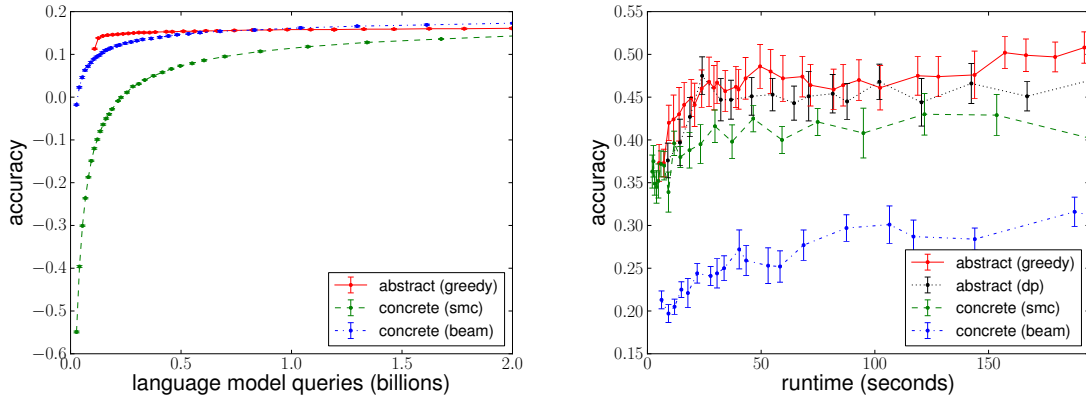 0.2
0.1
0.0
−0.1
−0.2
−0.3
−0.4
−0.5
−0.6
accuracy
0.0 0.5 1.0 1.5 2.0
language model queries (billions)
abstract (greedy)
concrete (smc)
concrete (beam)
0.55
0.50
0.45
0.40
0.35
0.30
0.25
0.20
0.15
accuracy
0 50 100 150
runtime (seconds)
abstract (greedy)
abstract (dp)
concrete (smc)
concrete (beam)